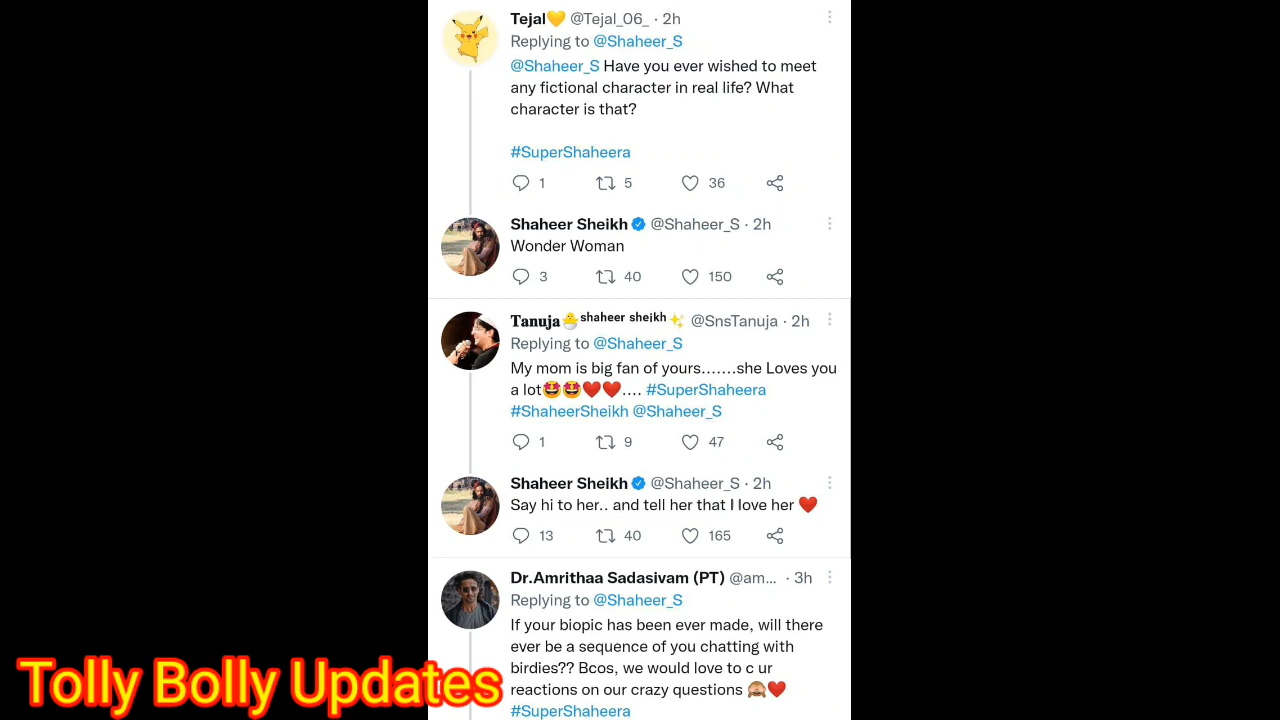 Tejal💛 @Tejal_06_ · 2h
Replying to @Shaheer_S
@Shaheer_S Have you ever wished to meet
any fictional character in real life? What
character is that?
#SuperShaheera
1 5 36
Shaheer Sheikh @Shaheer_S · 2h
Wonder Woman
3 40 150
Tanuja🐣shaheer sheikh✨ @SnsTanuja · 2h
Replying to @Shaheer_S
My mom is big fan of yours.......she Loves you
a lot🤩🤩❤️❤️.... #SuperShaheera
#ShaheerSheikh @Shaheer_S
1 9 47
Shaheer Sheikh @Shaheer_S · 2h
Say hi to her.. and tell her that I love her ❤️
13 40 165
Dr.Amrithaa Sadasivam (PT) @am... · 3h
Replying to @Shaheer_S
If your biopic has been ever made, will there
ever be a sequence of you chatting with
birdies?? Bcos, we would love to c ur
reactions on our crazy questions 🙈❤️
#SuperShaheera
Tolly Bolly Updates